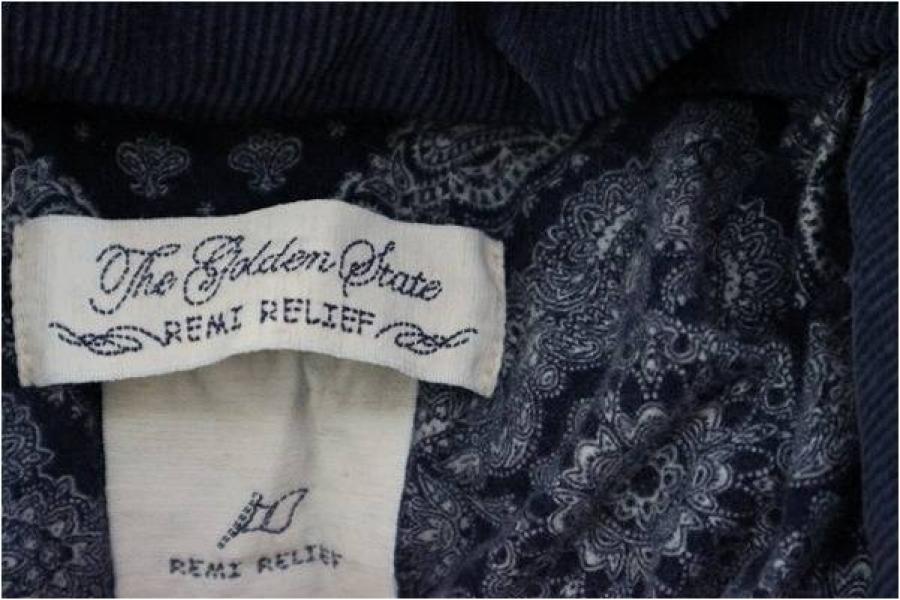 The Golden State
REMI RELIEF
REMI RELIEF